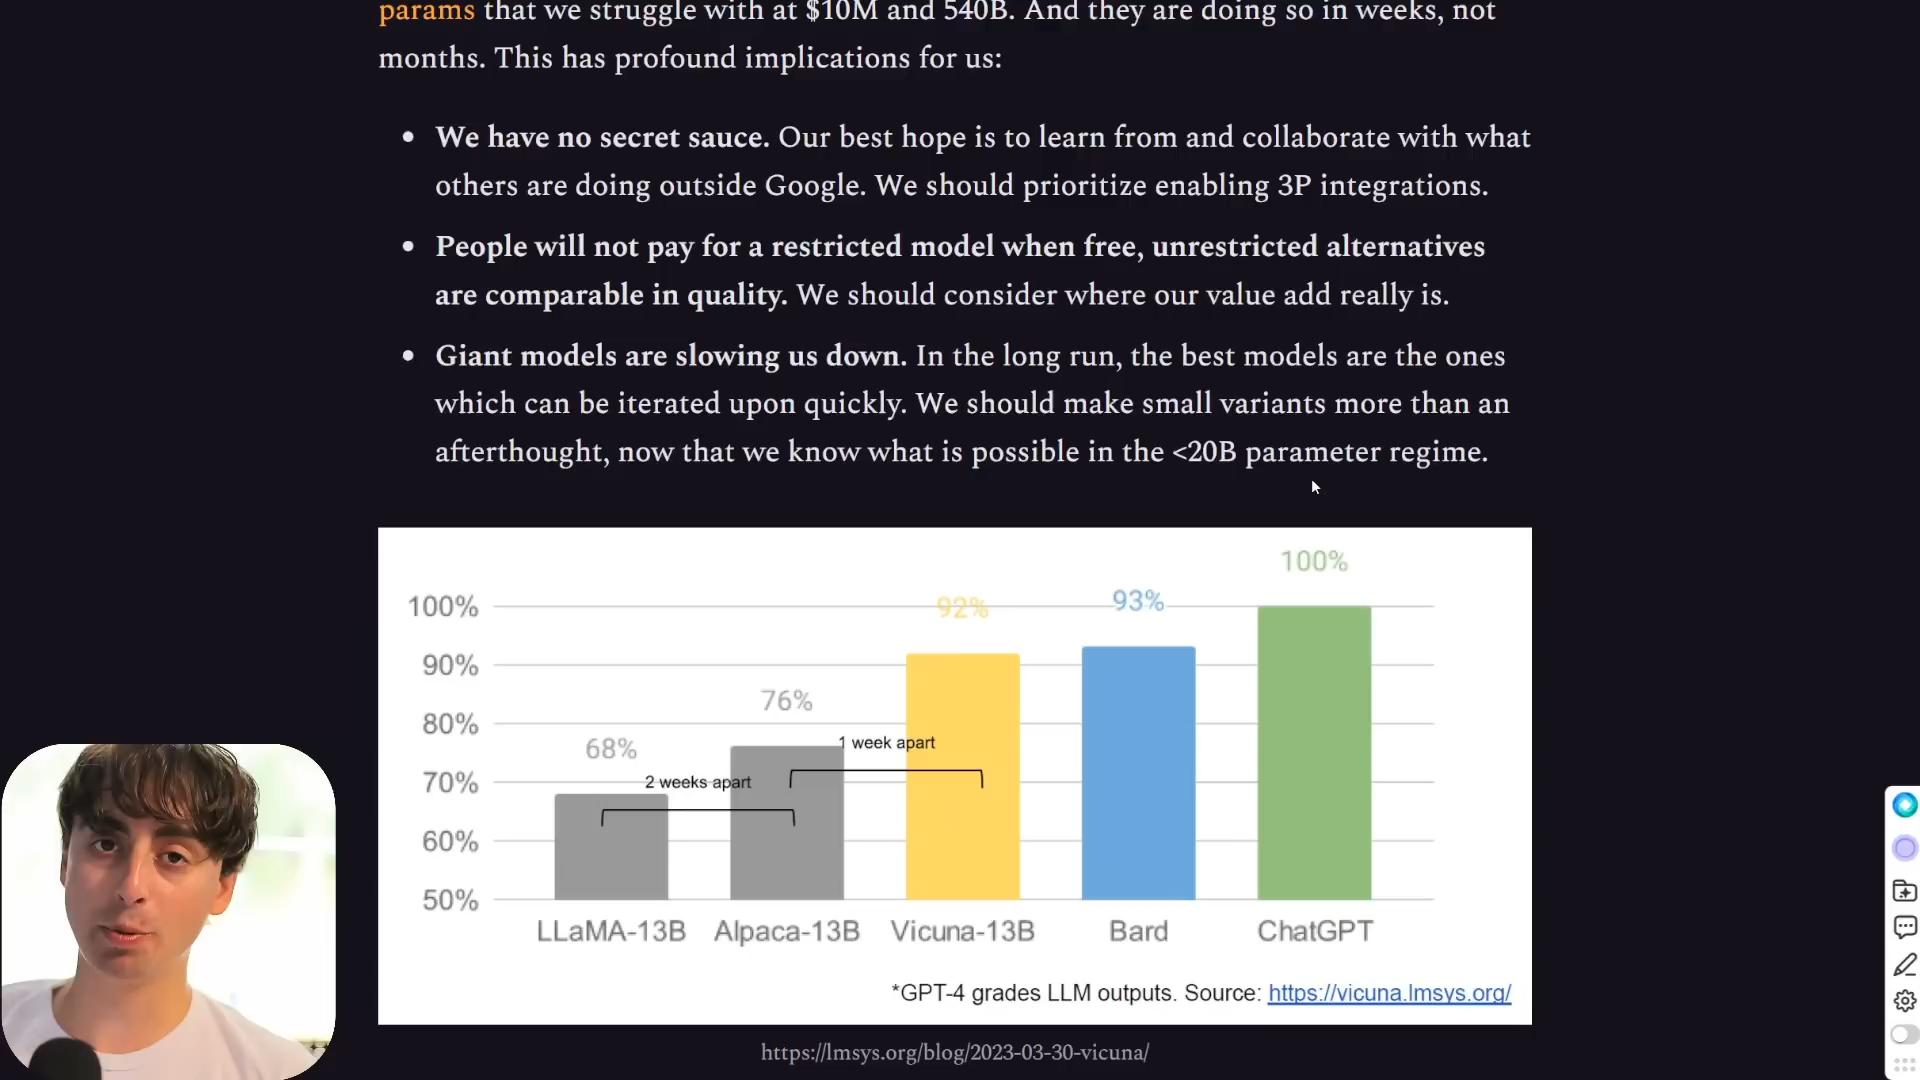 params that we struggle with at $10M and 540B. And they are doing so in weeks, not
months. This has profound implications for us:
We have no secret sauce. Our best hope is to learn from and collaborate with what
others are doing outside Google. We should prioritize enabling 3P integrations.
People will not pay for a restricted model when free, unrestricted alternatives
are comparable in quality. We should consider where our value add really is.
Giant models are slowing us down. In the long run, the best models are the ones
which can be iterated upon quickly. We should make small variants more than an
afterthought, now that we know what is possible in the <20B parameter regime.
100%
100%
92%
93%
90%
76%
80%
1 week apart
68%
2 weeks apart
70%
60%
50%
LLaMA-13B
Alpaca-13B
Vicuna-13B
Bard
ChatGPT
*GPT-4 grades LLM outputs. Source: https://vicuna.lmsys.org/
https://lmsys.org/blog/2023-03-30-vicuna/